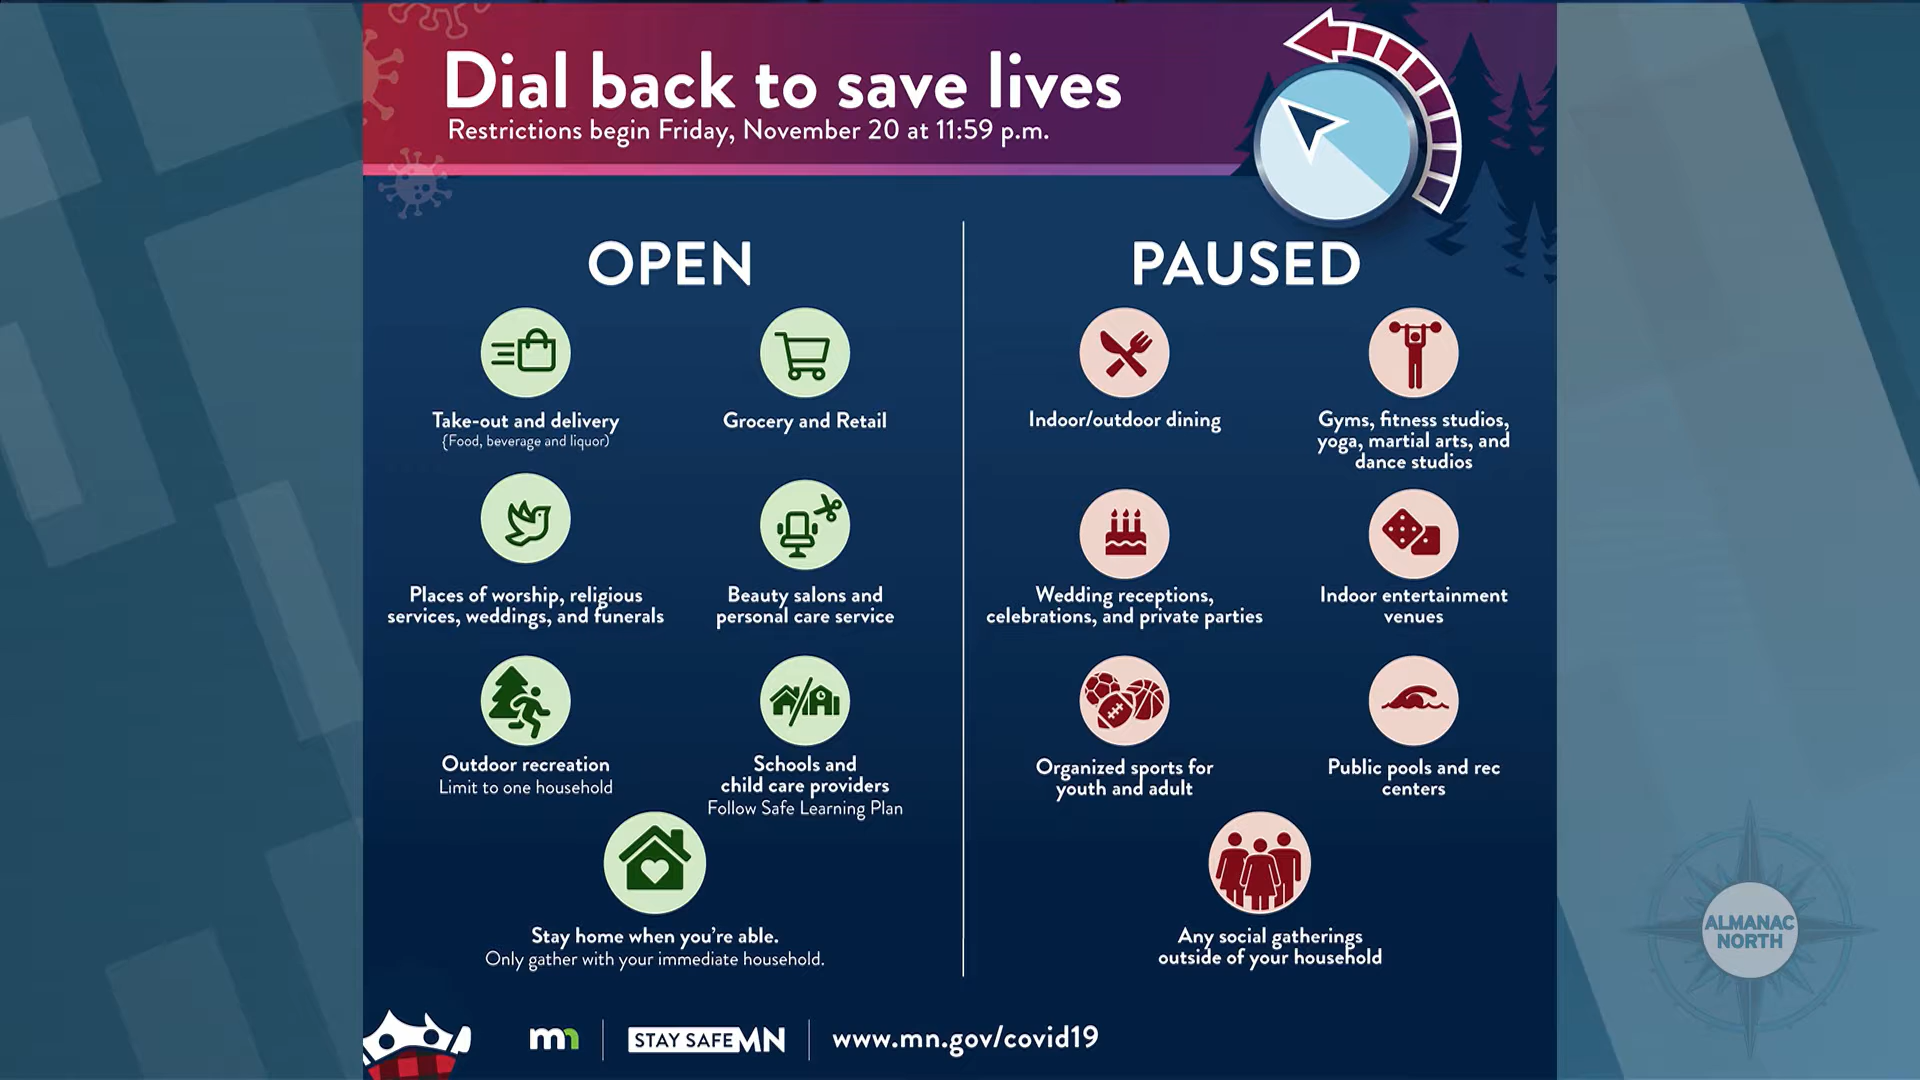 Dial back to save lives
Restrictions begin Friday, November 20 at 11:59 p.m.
OPEN
Take-out and delivery
{Food, beverage and liquor)
Grocery and Retail
Places of worship, religious
services, weddings, and funerals
Beauty salons and
personal care service
Outdoor recreation
Limit to one household
Schools and
child care providers
Follow Safe Learning Plan
Stay home when you're able.
Only gather with your immediate household.
PAUSED
Indoor/outdoor dining
Gyms, fitness studios,
yoga, martial arts, and
dance studios
Wedding receptions,
celebrations, and private parties
Indoor entertainment
venues
Organized sports for
youth and adult
Public pools and rec
centers
Any social gatherings
outside of your household
mn
STAY SAFE MN
www.mn.gov/covid19
ALMANAC
NORTH